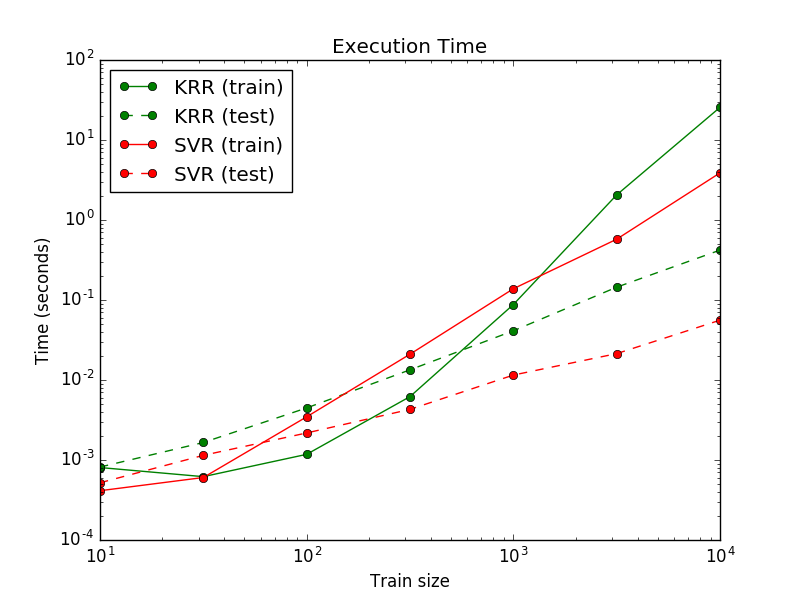 Execution Time
KRR (train)
KRR (test)
SVR (train)
SVR (test)
10^2
10^1
10^0
10^-1
10^-2
10^-3
10^-4
Time (seconds)
10^1 10^2 10^3 10^4
Train size